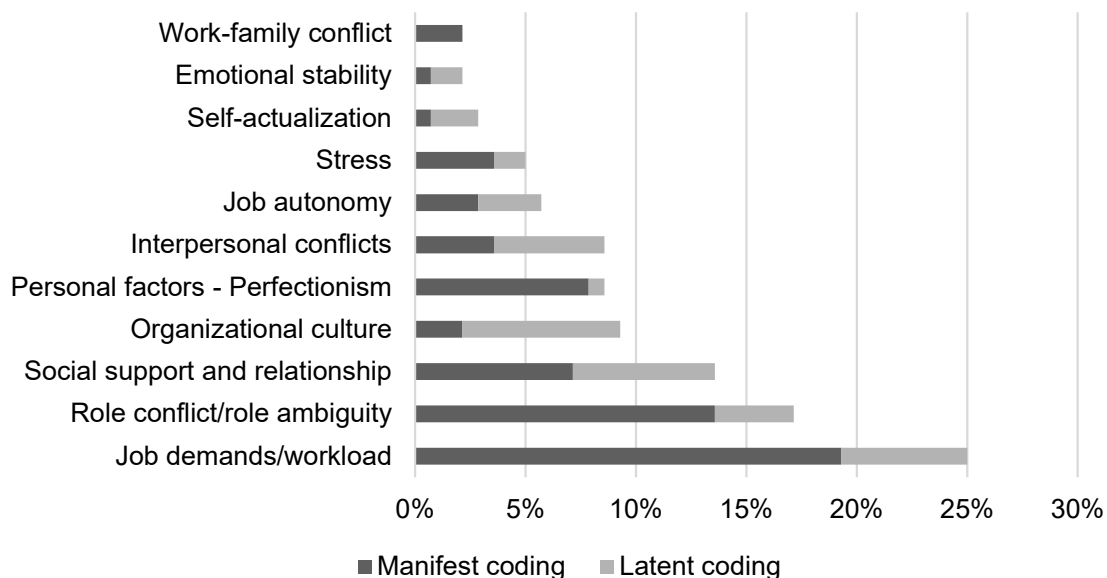 Work-family conflict
Emotional stability
Self-actualization
Stress
Job autonomy
Interpersonal conflicts
Personal factors - Perfectionism
Organizational culture
Social support and relationship
Role conflict/role ambiguity
Job demands/workload
0% 5% 10% 15% 20% 25% 30%
Manifest coding Latent coding